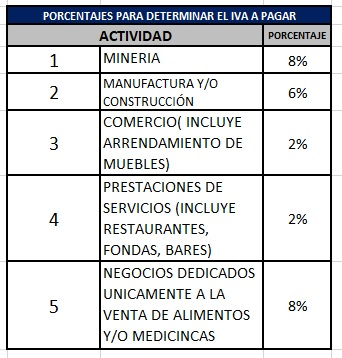 PORCENTAJES PARA DETERMINAR EL IVA A PAGAR
ACTIVIDAD PORCENTAJE
1 MINERIA 8%
2 MANUFACTURA Y/O
CONSTRUCCIÓN 6%
3 COMERCIO( INCLUYE
ARRENDAMIENTO DE
MUEBLES) 2%
4 PRESTACIONES DE
SERVICIOS (INCLUYE
RESTAURANTES,
FONDAS, BARES) 2%
5 NEGOCIOS DEDICADOS
UNICAMENTE A LA
VENTA DE ALIMENTOS
Y/O MEDICINCAS 8%